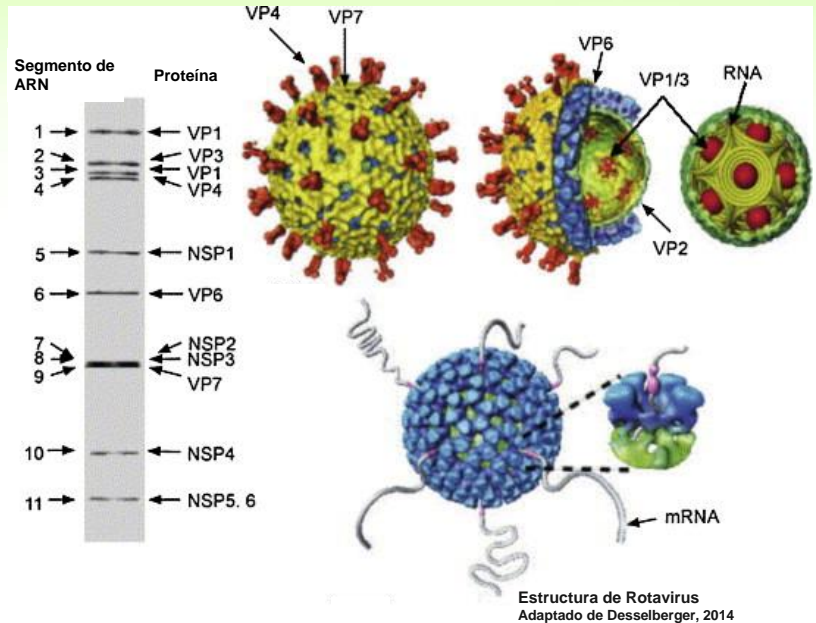 Segmento de
ARN
Proteína
1
2
3
4
5
6
7
8
9
10
11
VP1
VP3
VP1
VP4
NSP1
VP6
NSP2
NSP3
VP7
NSP4
NSP5. 6
VP4
VP7
VP6
VP1/3
RNA
VP2
mRNA
Estructura de Rotavirus
Adaptado de Desselberger, 2014